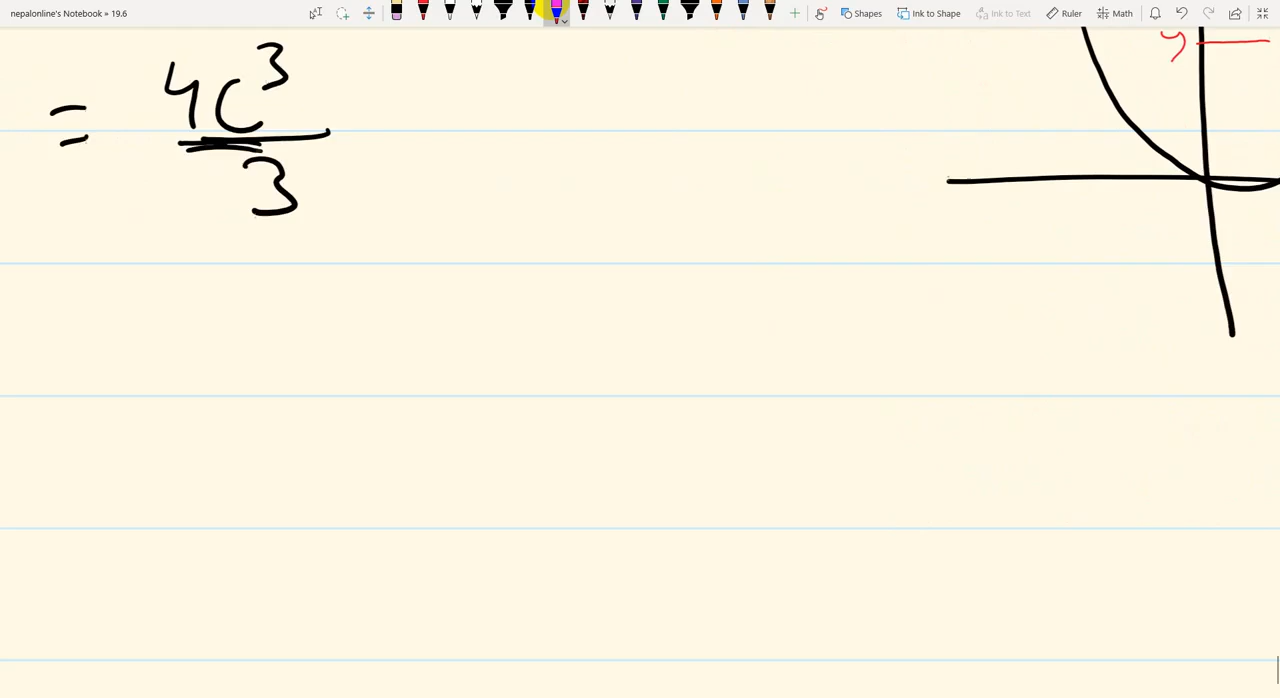 nepalonline's Notebook » 19.6
Shapes
Ink to Shape
Ink to Text
Ruler
Math
y
= 4c³
3